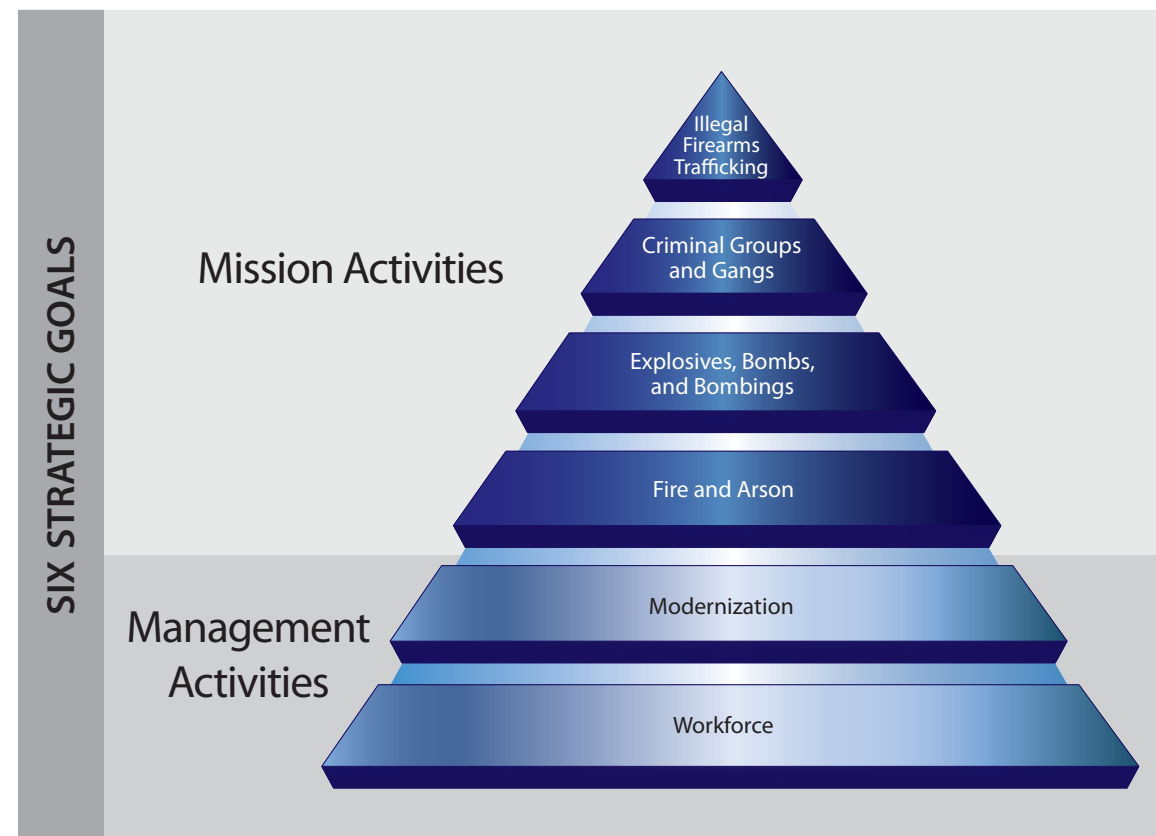 SIX STRATEGIC GOALS
Mission Activities
Illegal
Firearms
Trafficking
Criminal Groups
and Gangs
Explosives, Bombs,
and Bombings
Fire and Arson
Management
Activities
Modernization
Workforce